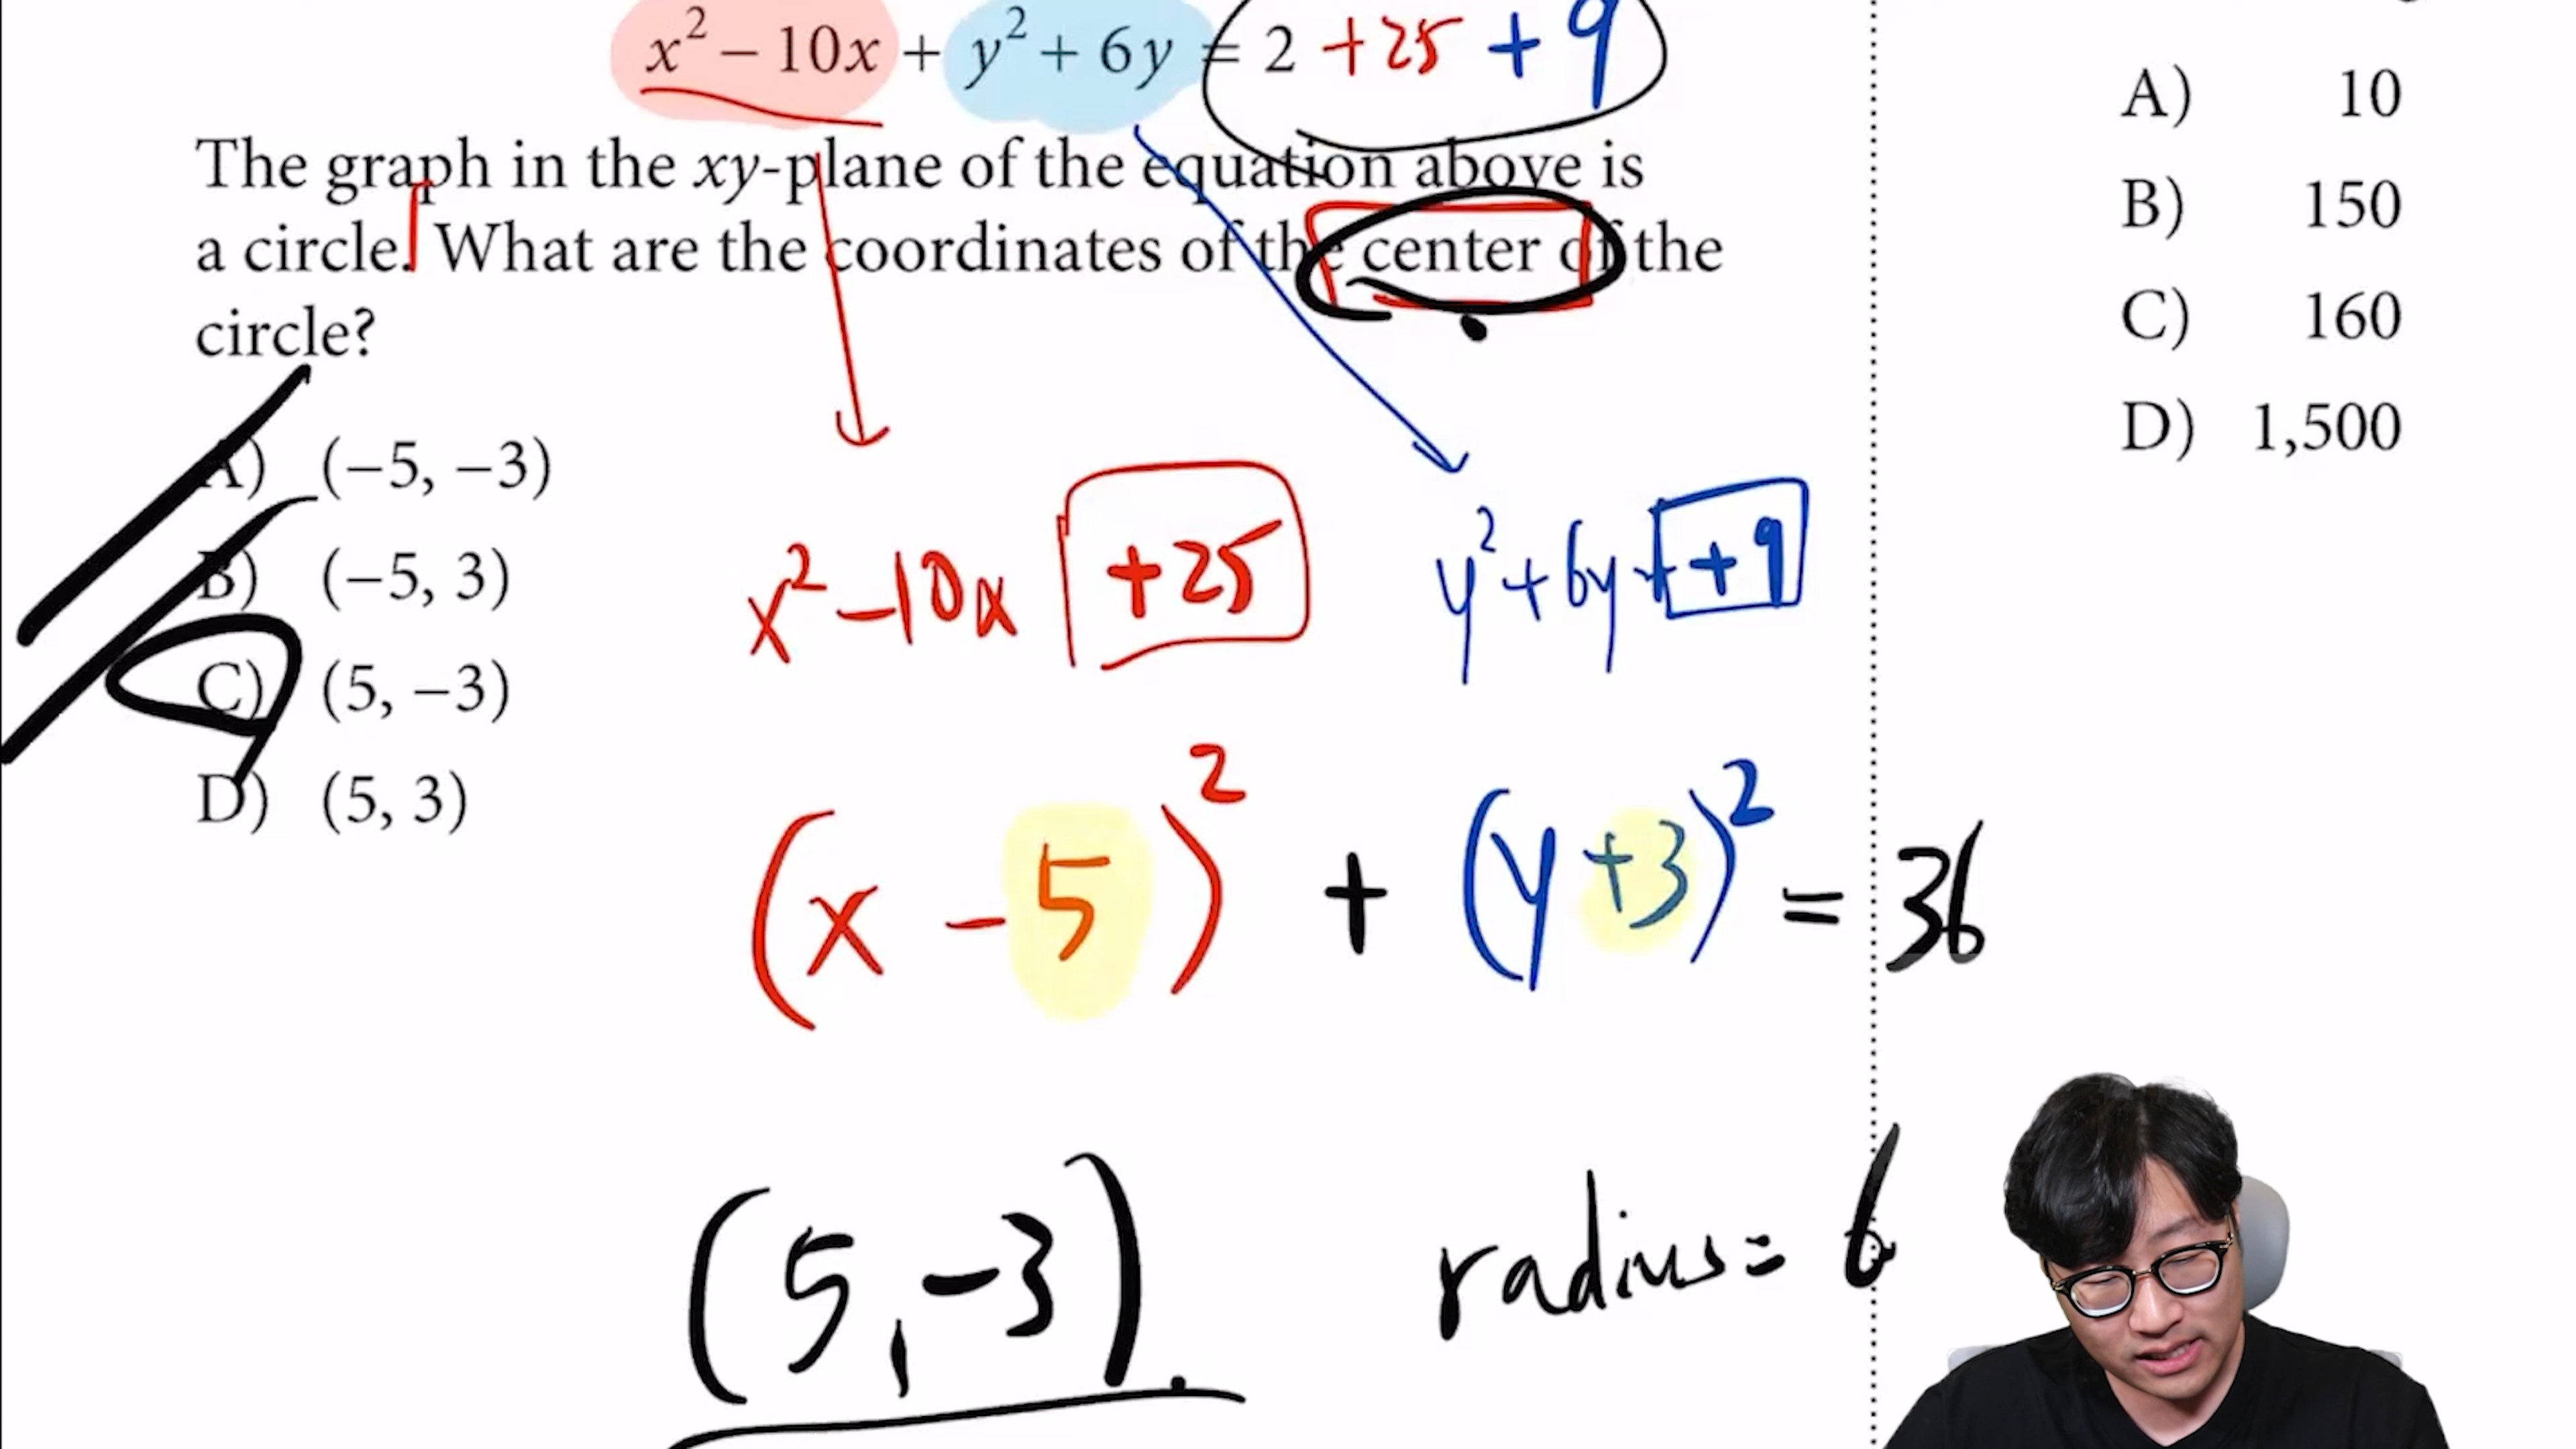 x² − 10x + y² + 6y = 2 +25 +9
The graph in the xy-plane of the equation above is
a circle. What are the coordinates of the center of the
circle?
A) (−5, −3)
B) (−5, 3)
C) (5, −3)
D) (5, 3)
x² −10x +25
y² + 6y + +9
(x − 5)² + (y +3)² = 36
(5, −3).
radius = 6
A) 10
B) 150
C) 160
D) 1,500